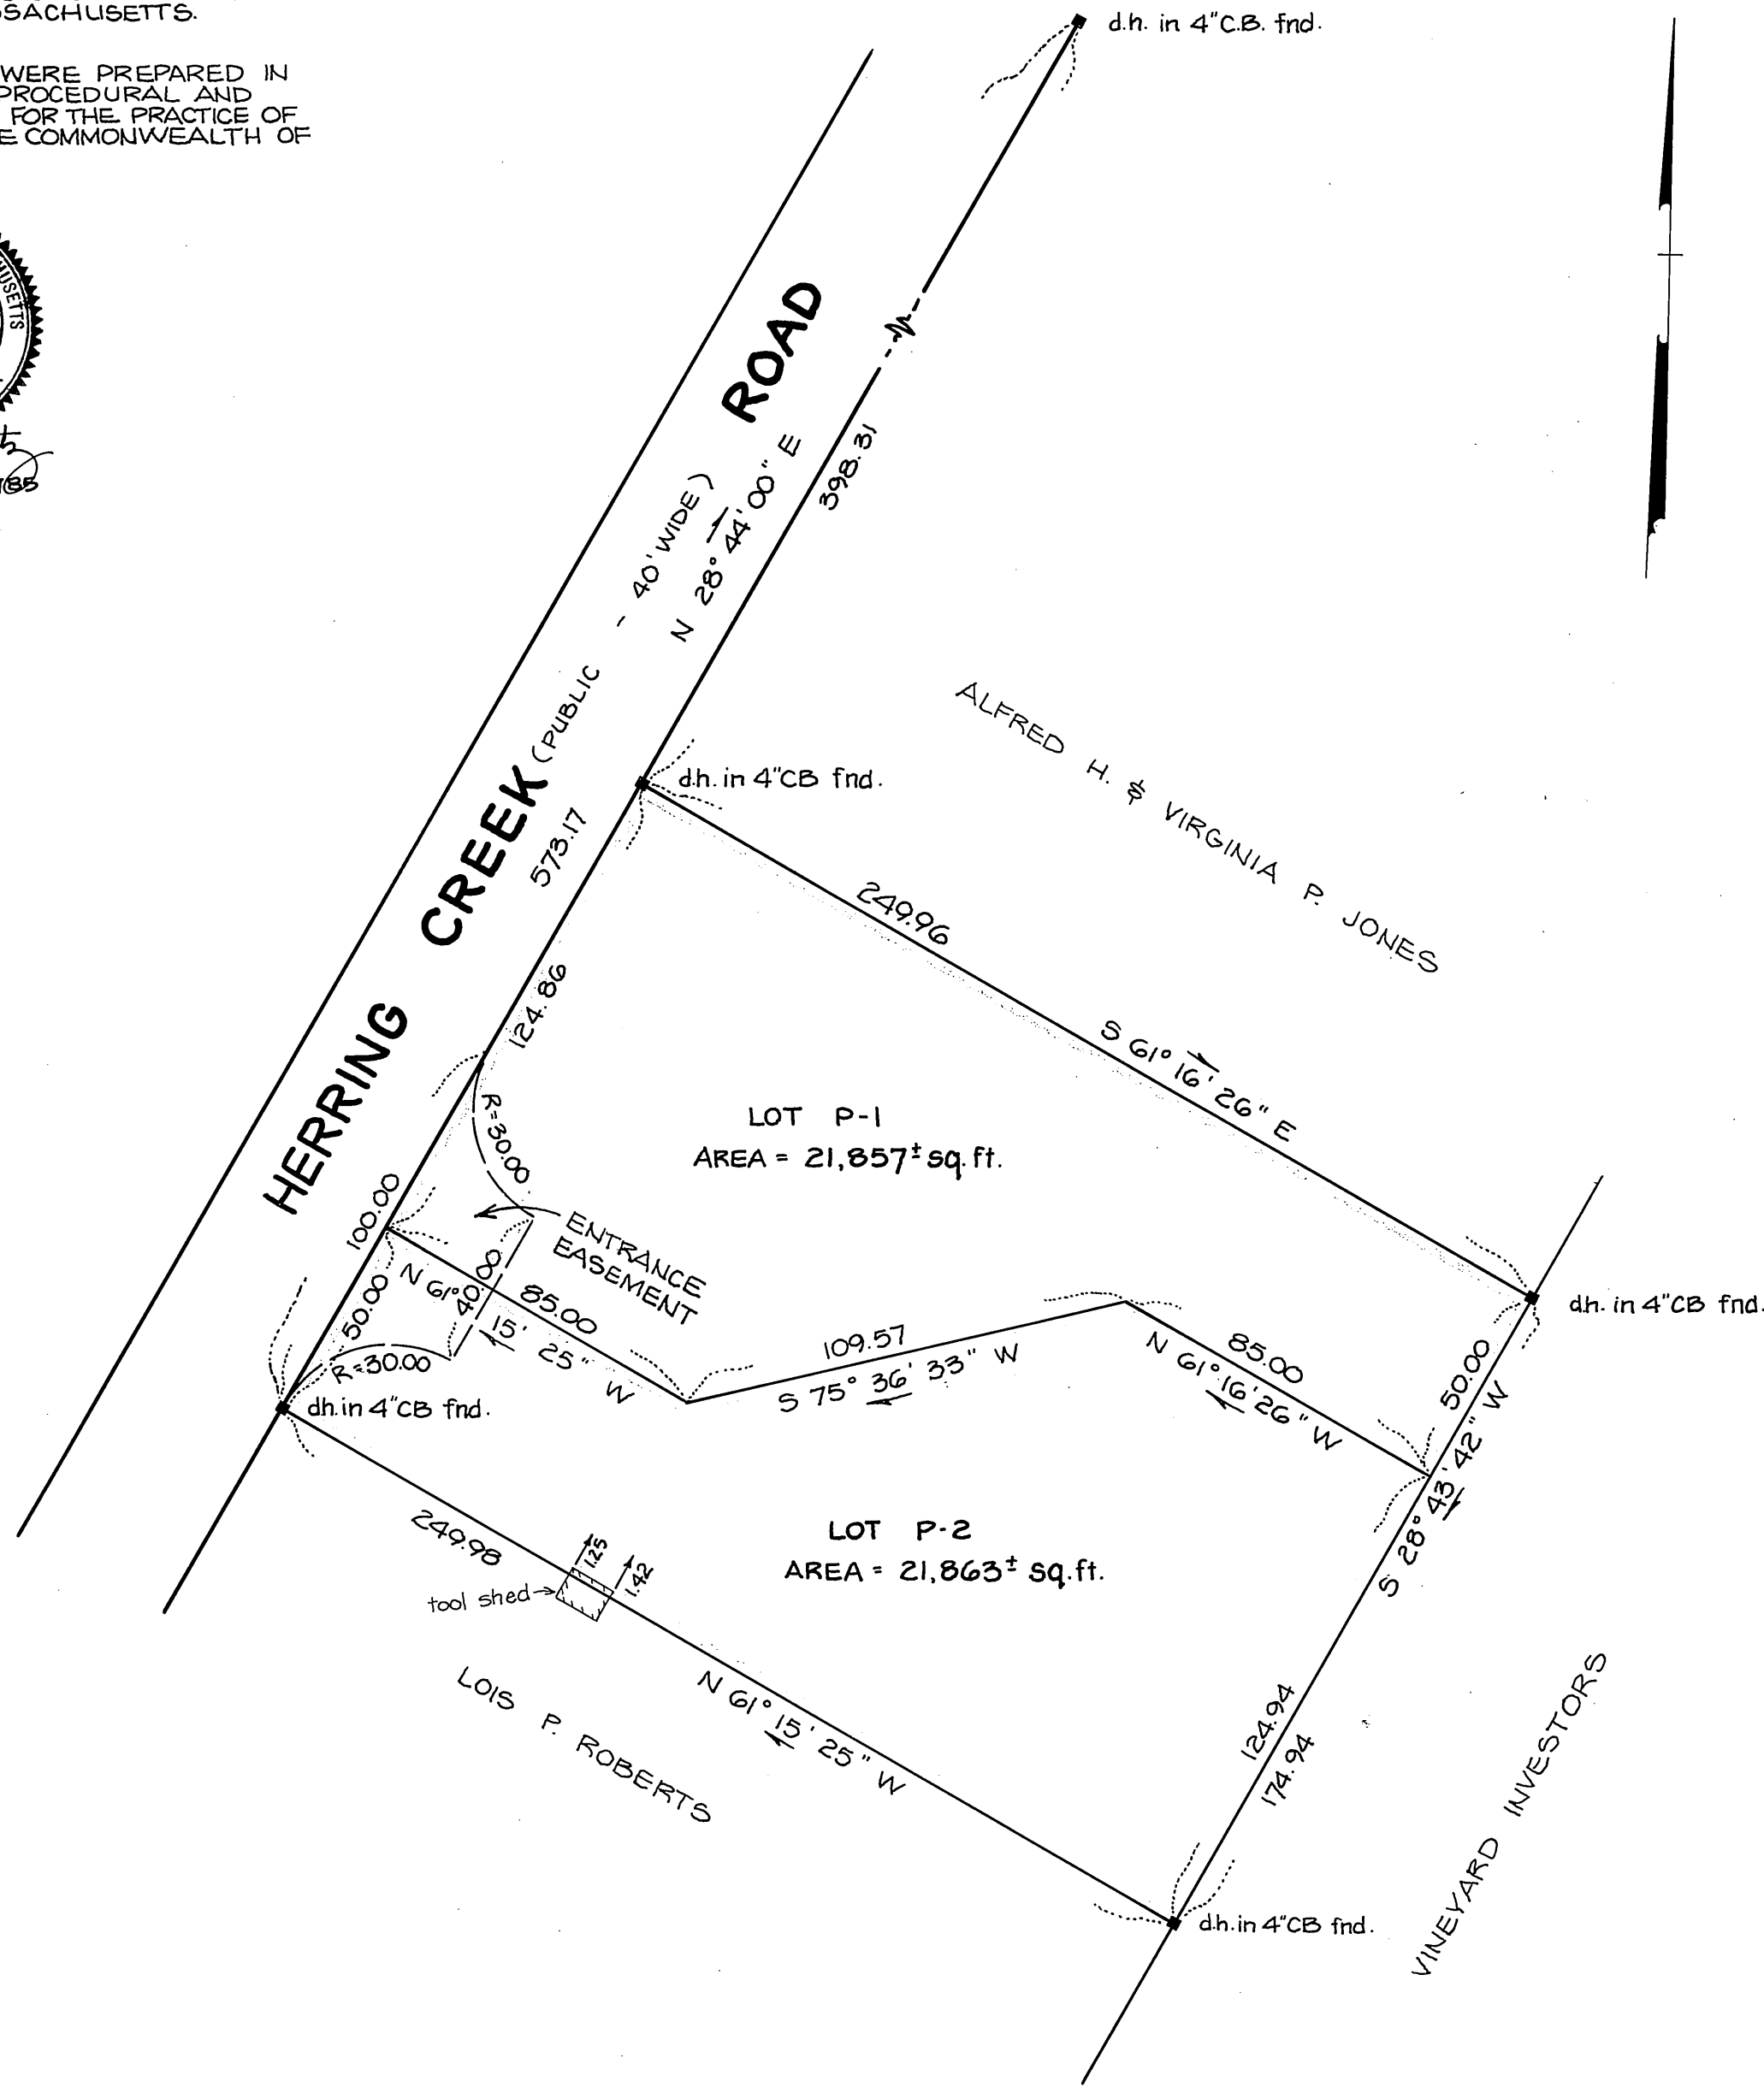 SACHUSETTS.
WERE PREPARED IN
PROCEDURAL AND
FOR THE PRACTICE OF
E COMMONWEALTH OF
HUSETTS
d.h. in 4"C.B. fnd.
HERRING CREEK ROAD
(PUBLIC - 40' WIDE)
N 28° 44' 00" E
398.31
573.17
d.h. in 4"CB fnd.
ALFRED H. & VIRGINIA P. JONES
249.96
S 61° 16' 26" E
124.86
R=30.00
LOT P-1
AREA = 21,857± sq.ft.
100.00
ENTRANCE
EASEMENT
40.00
N 61° 15' 25" W
85.00
50.00
R=30.00
d.h. in 4"CB fnd.
109.57
S 75° 36' 33" W
85.00
N 61° 16' 26" W
d.h. in 4"CB fnd.
50.00
S 28° 43' 42" W
dh. in 4"CB fnd.
249.98
1.25
1.42
tool shed
LOT P-2
AREA = 21,863± sq.ft.
N 61° 15' 25" W
LOIS P. ROBERTS
124.94
174.94
VINEYARD INVESTORS
d.h. in 4"CB fnd.